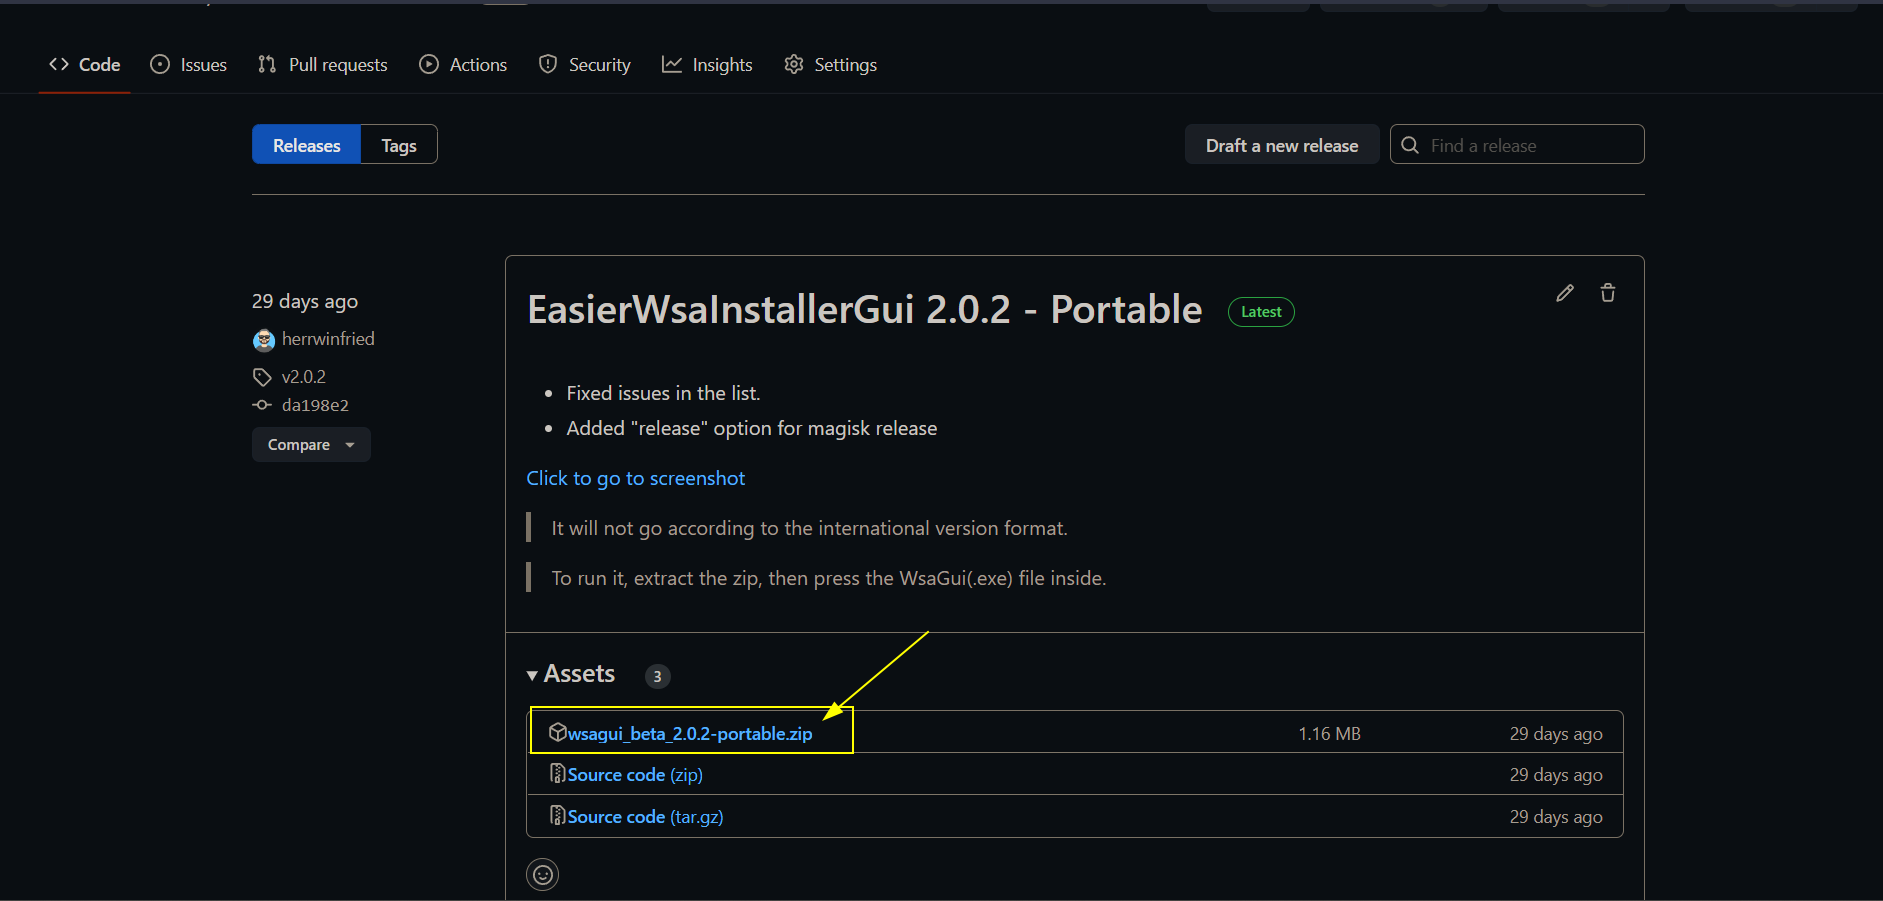 Code Issues Pull requests Actions Security Insights Settings
Releases Tags Draft a new release Find a release
29 days ago
herrwinfried
v2.0.2
da198e2
Compare
EasierWsaInstallerGui 2.0.2 - Portable Latest
Fixed issues in the list.
Added "release" option for magisk release
Click to go to screenshot
It will not go according to the international version format.
To run it, extract the zip, then press the WsaGui(.exe) file inside.
Assets 3
wsagui_beta_2.0.2-portable.zip 1.16 MB 29 days ago
Source code (zip) 29 days ago
Source code (tar.gz) 29 days ago